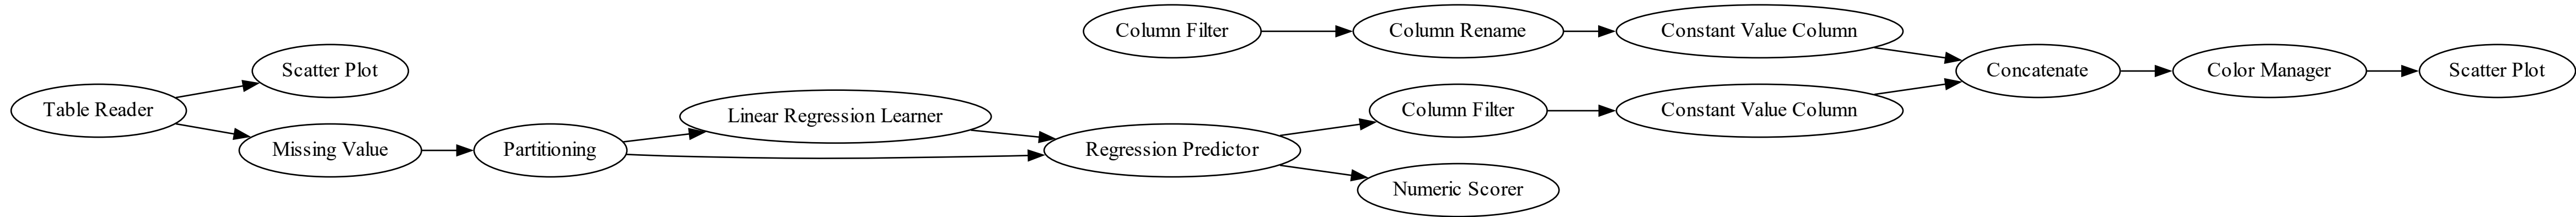 Column Filter
Column Rename
Constant Value Column
Scatter Plot
Concatenate
Color Manager
Scatter Plot
Table Reader
Linear Regression Learner
Column Filter
Constant Value Column
Missing Value
Partitioning
Regression Predictor
Numeric Scorer